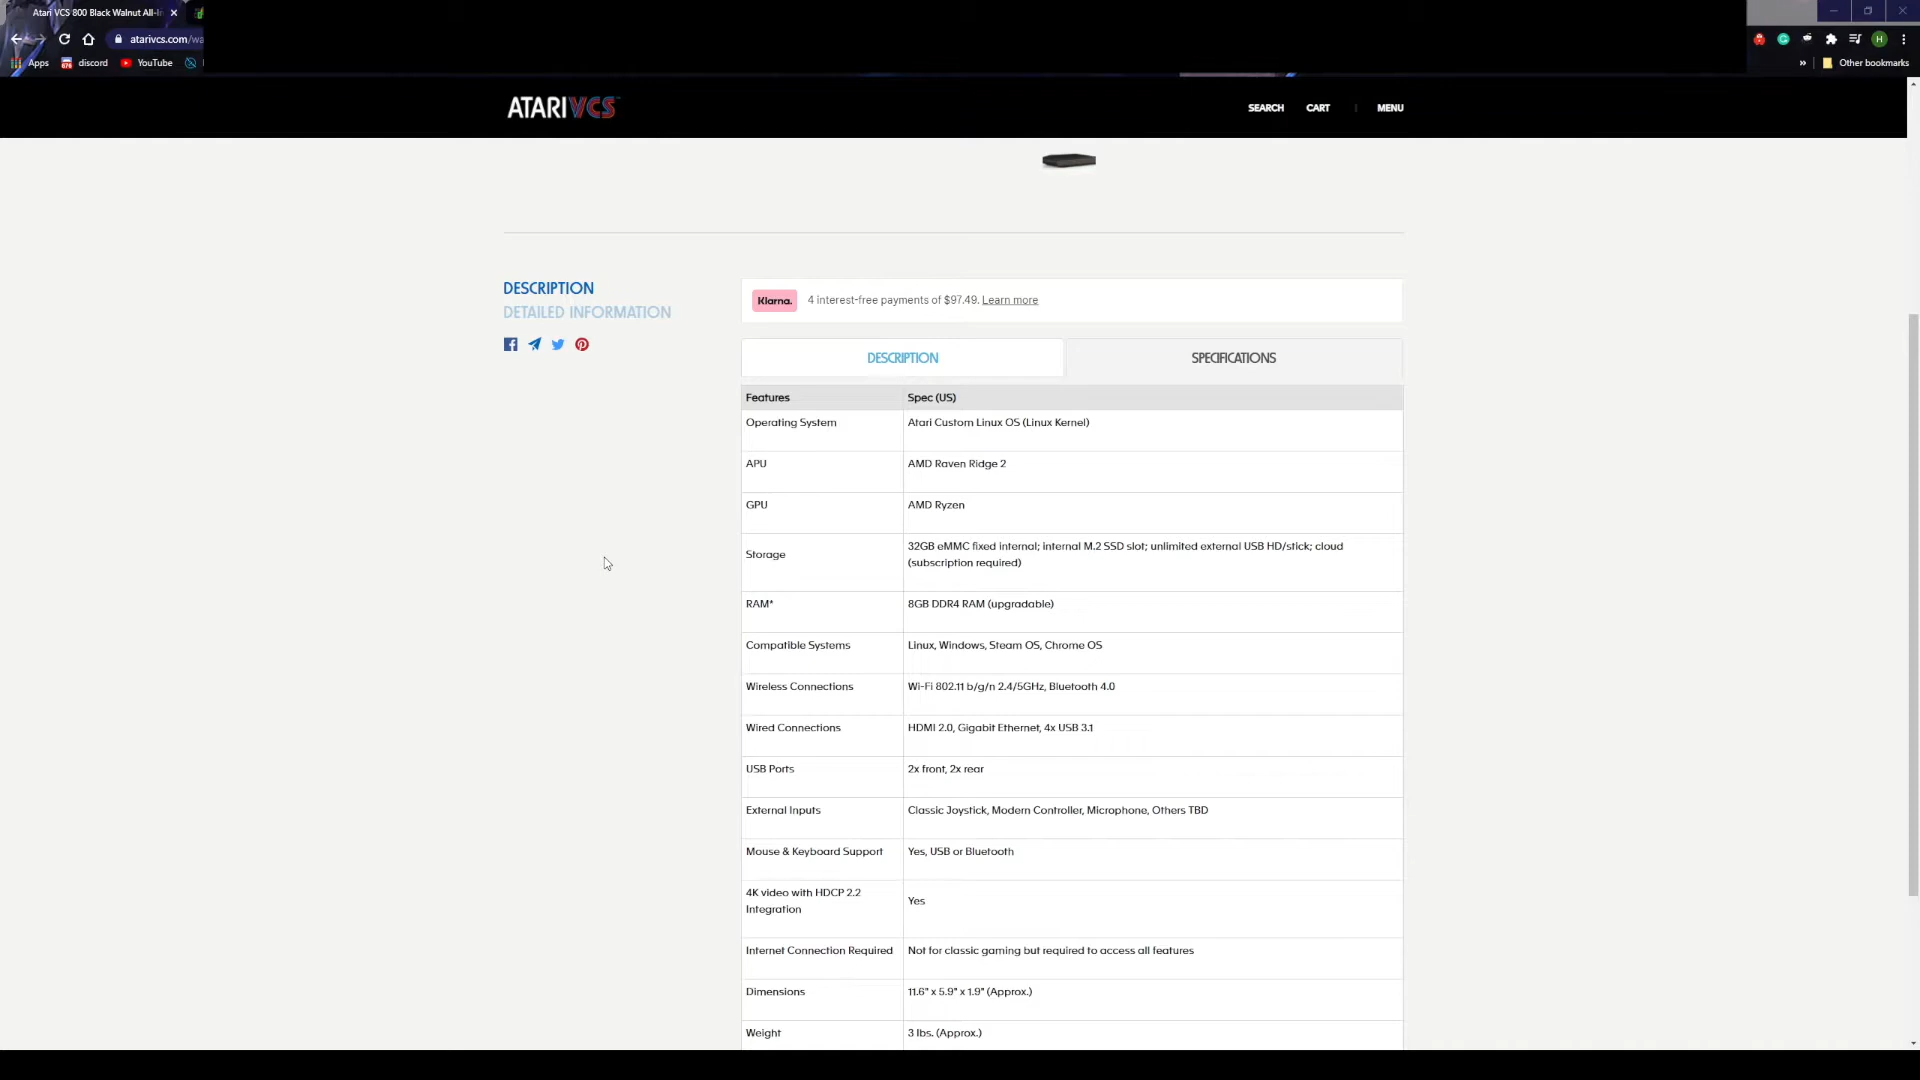 Atari VCS 800 Black Walnut All-In
atarivcs.com/wa
H
Apps
discord
YouTube
»
Other bookmarks
ATARI VCS
SEARCH
CART
MENU
DESCRIPTION
DETAILED INFORMATION
Klarna. 4 interest-free payments of $97.49. Learn more
DESCRIPTION
SPECIFICATIONS
Features Spec (US)
Operating System Atari Custom Linux OS (Linux Kernel)
APU AMD Raven Ridge 2
GPU AMD Ryzen
Storage 32GB eMMC fixed internal; internal M.2 SSD slot; unlimited external USB HD/stick; cloud
(subscription required)
RAM* 8GB DDR4 RAM (upgradable)
Compatible Systems Linux, Windows, Steam OS, Chrome OS
Wireless Connections Wi-Fi 802.11 b/g/n 2.4/5GHz, Bluetooth 4.0
Wired Connections HDMI 2.0, Gigabit Ethernet, 4x USB 3.1
USB Ports 2x front, 2x rear
External Inputs Classic Joystick, Modern Controller, Microphone, Others TBD
Mouse & Keyboard Support Yes, USB or Bluetooth
4K video with HDCP 2.2
Integration Yes
Internet Connection Required Not for classic gaming but required to access all features
Dimensions 11.6" x 5.9" x 1.9" (Approx.)
Weight 3 lbs. (Approx.)